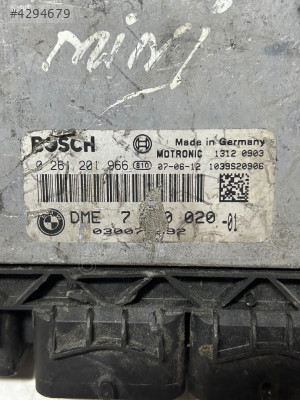 #4294679
mini
BOSCH Made in Germany
MOTRONIC 1312 0903
0 261 201 966 07-06-12 1039S20906
DME 7 020 -01